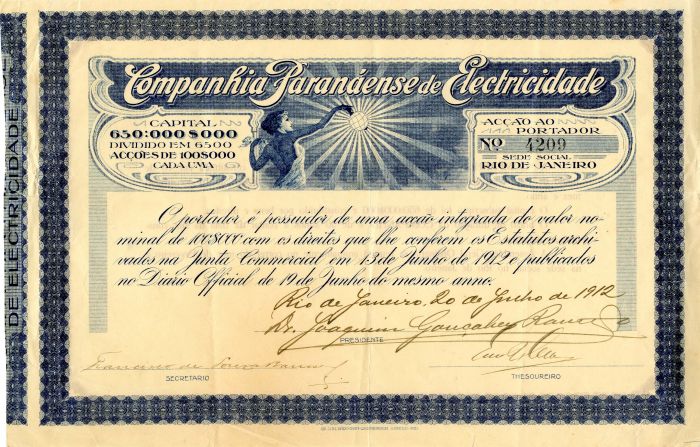 DE ELECTRICIDADE
Companhia Paranáense de Electricidade
CAPITAL
650:000$000
DIVIDIDO EM 6500
ACÇÕES DE 100$000
CADA UMA
ACÇÃO AO
PORTADOR
Nº 4209
SEDE SOCIAL
RIO DE JANEIRO
O portador é possuidor de uma acção integrada do valor no-
minal de 100$000 com os direitos que lhe conferem os Estatutos archi-
vados na Junta Commercial em 13 de Junho de 1912 e publicados
no Diário Official de 19 de Junho do mesmo anno.
Rio de Janeiro, 20 de Junho de 1912
Dr. Joaquim Gonçalves
PRESIDENTE
Francisco de Souza
SECRETARIO
THESOUREIRO